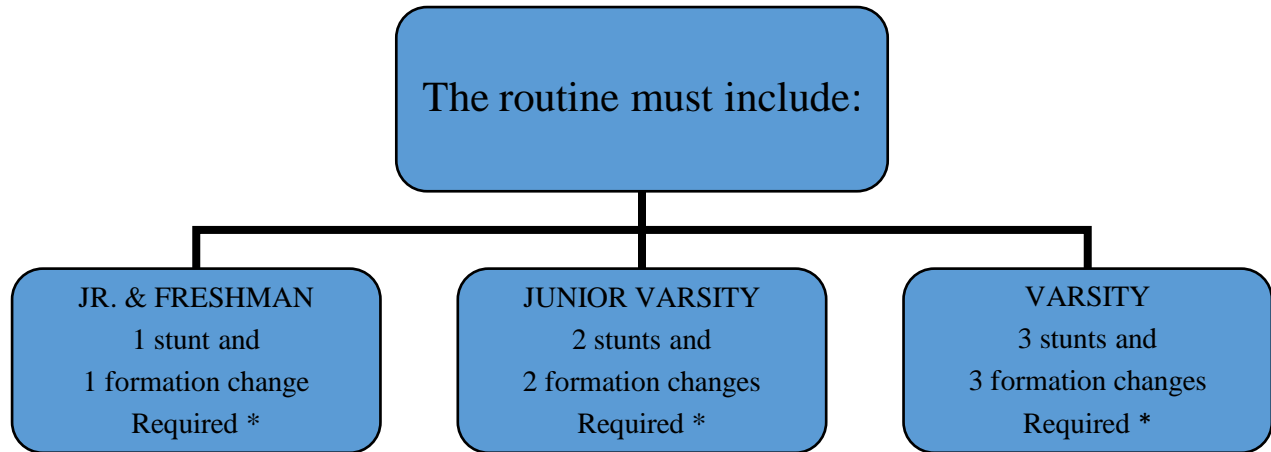 The routine must include:
JR. & FRESHMAN
1 stunt and
1 formation change
Required *
JUNIOR VARSITY
2 stunts and
2 formation changes
Required *
VARSITY
3 stunts and
3 formation changes
Required *